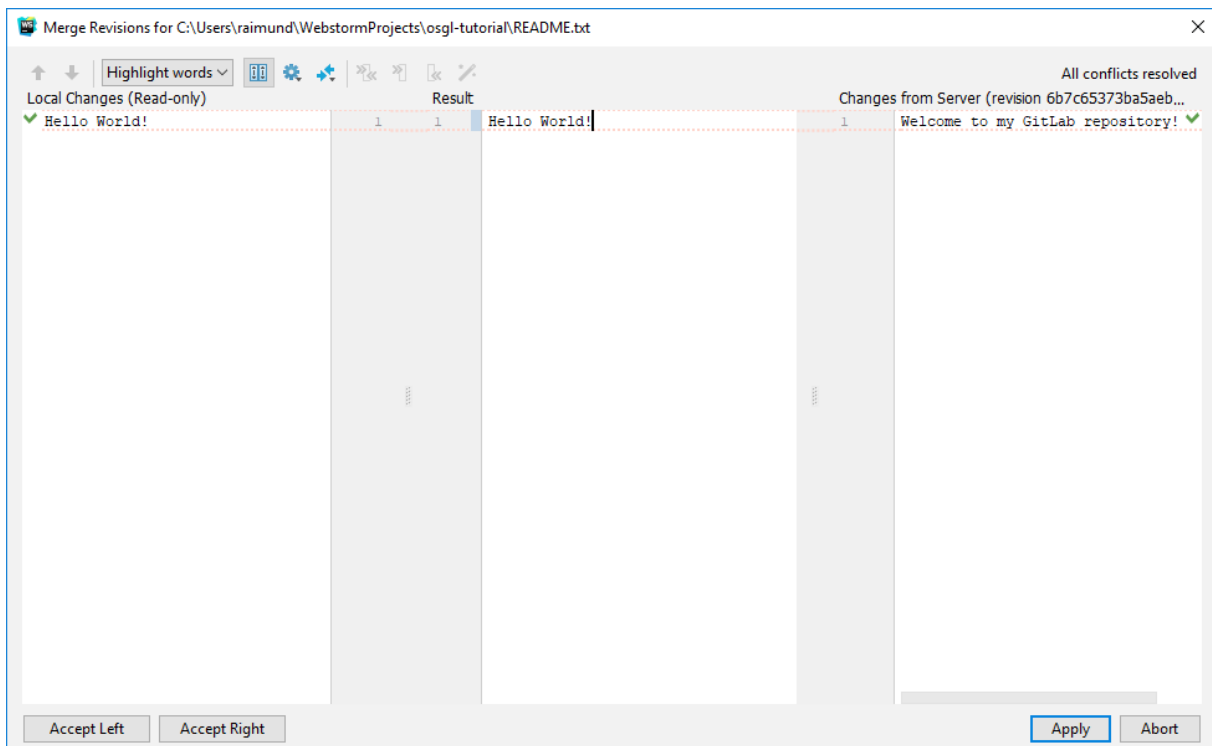 WS Merge Revisions for C:\Users\raimund\WebstormProjects\osgl-tutorial\README.txt
Highlight words
All conflicts resolved
Local Changes (Read-only) Result Changes from Server (revision 6b7c65373ba5aeb...
Hello World! 1 1 Hello World! 1 Welcome to my GitLab repository!
Accept Left Accept Right Apply Abort